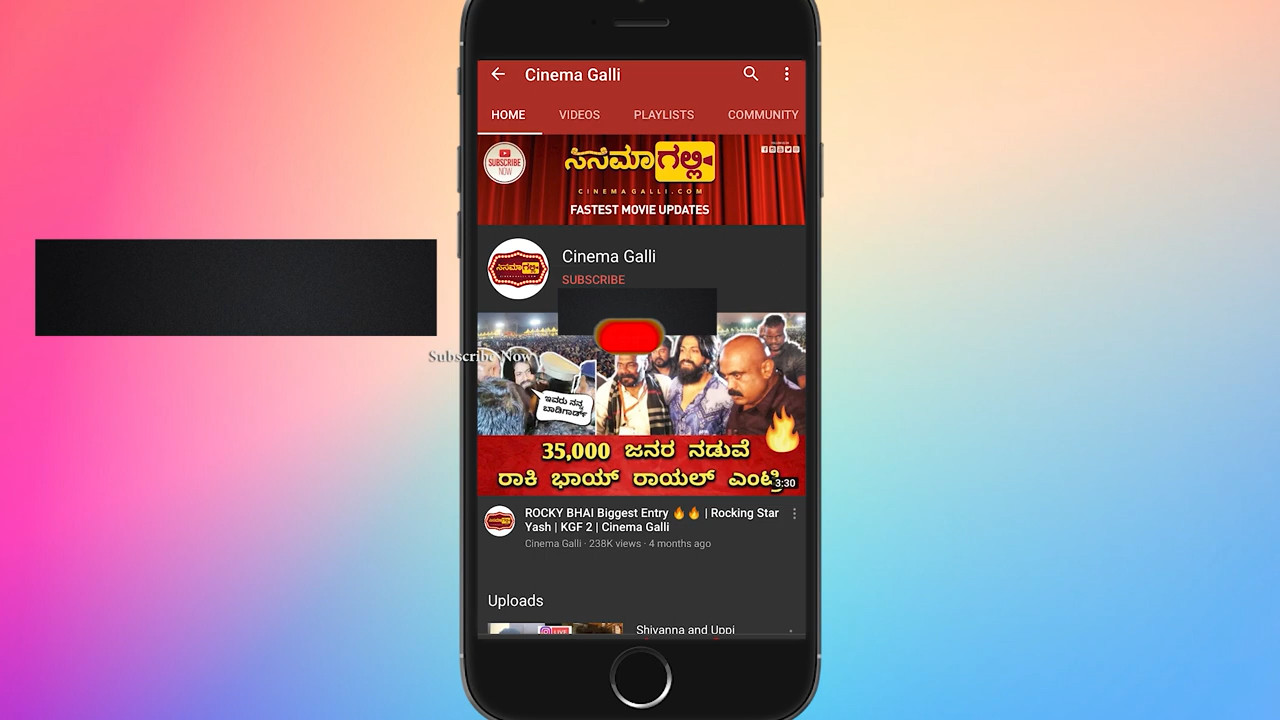 Cinema Galli
HOME VIDEOS PLAYLISTS COMMUNITY
SUBSCRIBE
NOW
ಸಿನೆಮಾಗಲ್ಲಿ
CINEMAGALLI.COM
FASTEST MOVIE UPDATES
ಸಿನೆಮಾಗಲ್ಲಿ
Cinema Galli
SUBSCRIBE
Subscribe Now
ಇವರು ನನ್ನ
ಬಾಡಿಗಾರ್ಡ್
35,000 ಜನರ ನಡುವೆ
ರಾಕಿ ಭಾಯ್ ರಾಯಲ್ ಎಂಟ್ರಿ
3:30
ROCKY BHAI Biggest Entry 🔥🔥 | Rocking Star
Yash | KGF 2 | Cinema Galli
Cinema Galli · 238K views · 4 months ago
Uploads
LIVE
Shivanna and Uppi